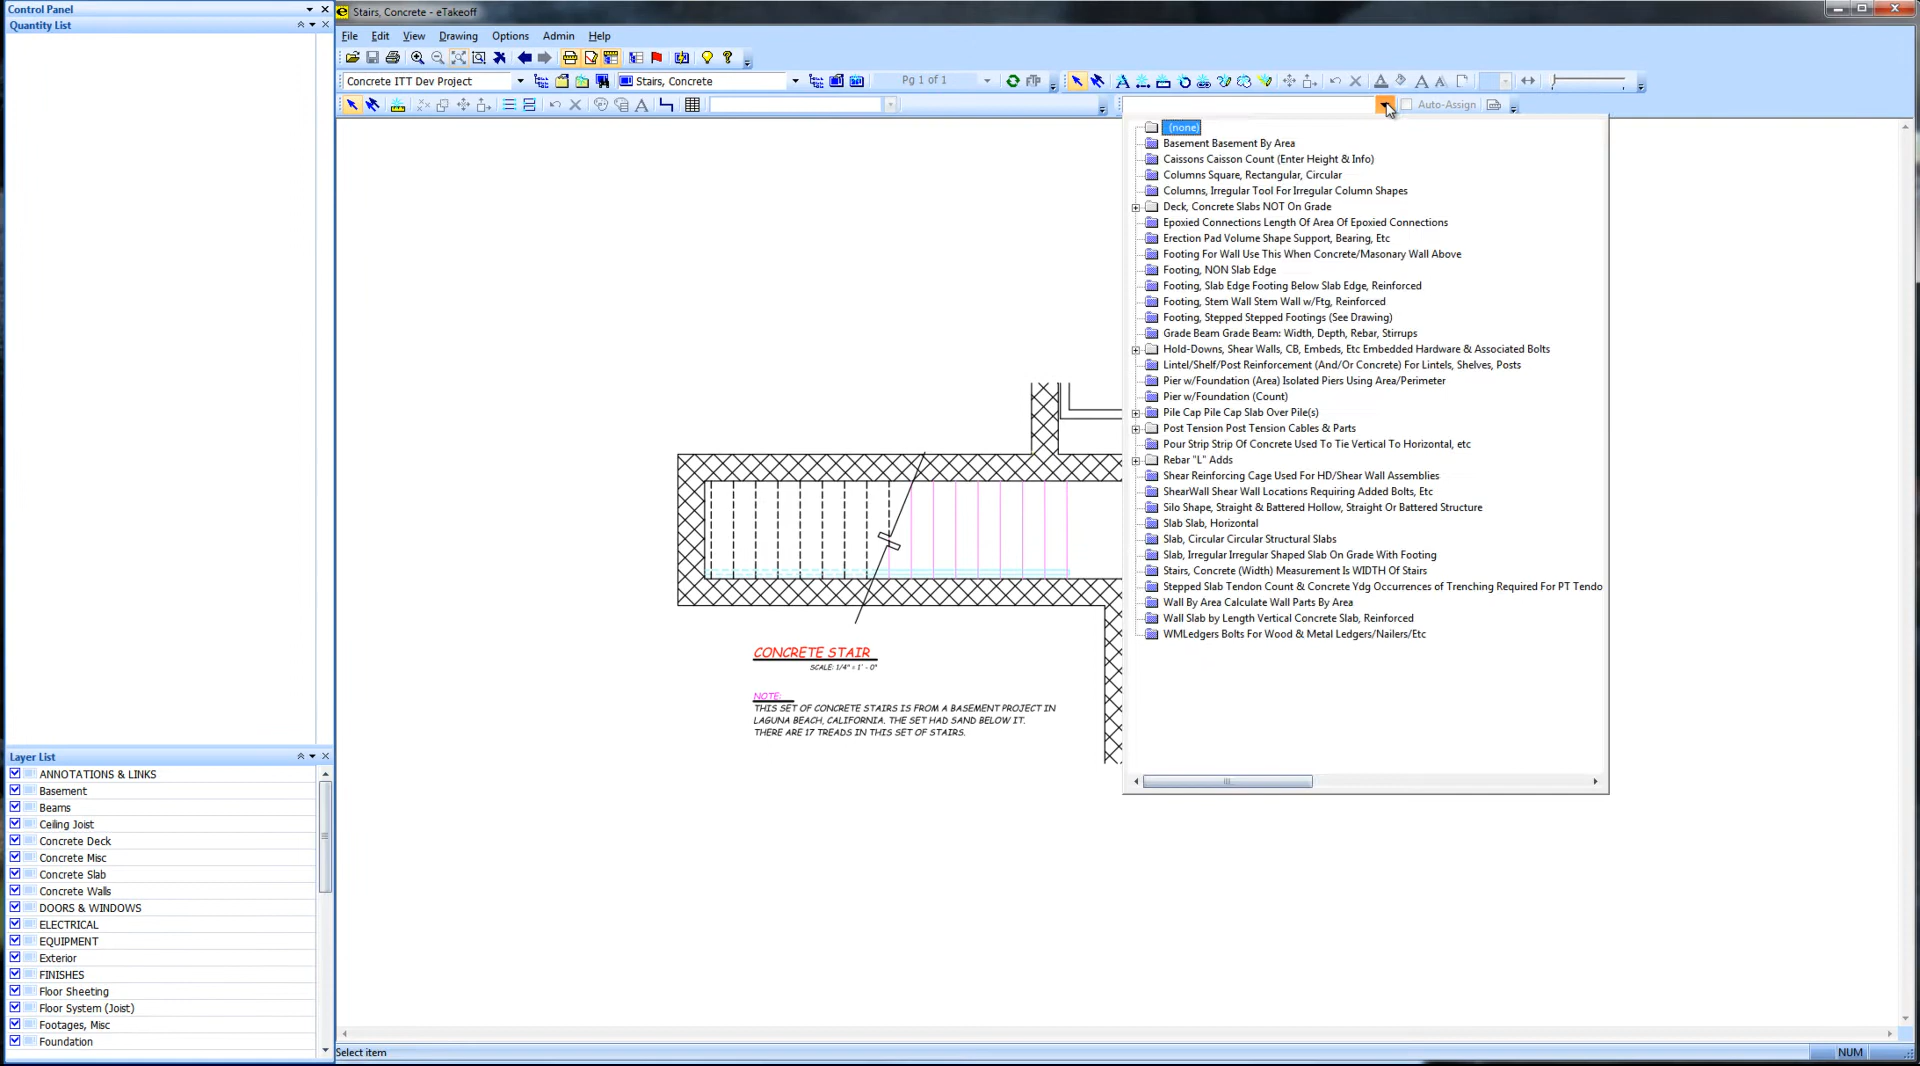 Control Panel
Stairs, Concrete - eTakeoff
Quantity List
File Edit View Drawing Options Admin Help
Concrete ITT Dev Project
Stairs, Concrete
Pg 1 of 1
Auto-Assign
(none)
Basement Basement By Area
Caissons Caisson Count (Enter Height & Info)
Columns Square, Rectangular, Circular
Columns, Irregular Tool For Irregular Column Shapes
Deck, Concrete Slabs NOT On Grade
Epoxied Connections Length Of Area Of Epoxied Connections
Erection Pad Volume Shape Support, Bearing, Etc
Footing For Wall Use This When Concrete/Masonary Wall Above
Footing, NON Slab Edge
Footing, Slab Edge Footing Below Slab Edge, Reinforced
Footing, Stem Wall Stem Wall w/Ftg, Reinforced
Footing, Stepped Stepped Footings (See Drawing)
Grade Beam Grade Beam: Width, Depth, Rebar, Stirrups
Hold-Downs, Shear Walls, CB, Embeds, Etc Embedded Hardware & Associated Bolts
Lintel/Shelf/Post Reinforcement (And/Or Concrete) For Lintels, Shelves, Posts
Pier w/Foundation (Area) Isolated Piers Using Area/Perimeter
Pier w/Foundation (Count)
Pile Cap Pile Cap Slab Over Pile(s)
Post Tension Post Tension Cables & Parts
Pour Strip Strip Of Concrete Used To Tie Vertical To Horizontal, etc
Rebar "L" Adds
Shear Reinforcing Cage Used For HD/Shear Wall Assemblies
ShearWall Shear Wall Locations Requiring Added Bolts, Etc
Silo Shape, Straight & Battered Hollow, Straight Or Battered Structure
Slab Slab, Horizontal
Slab, Circular Circular Structural Slabs
Slab, Irregular Irregular Shaped Slab On Grade With Footing
Stairs, Concrete (Width) Measurement Is WIDTH Of Stairs
Stepped Slab Tendon Count & Concrete Ydg Occurrences of Trenching Required For PT Tendo
Wall By Area Calculate Wall Parts By Area
Wall Slab by Length Vertical Concrete Slab, Reinforced
WMLedgers Bolts For Wood & Metal Ledgers/Nailers/Etc
CONCRETE STAIR
SCALE: 1/4" = 1' - 0"
NOTE:
THIS SET OF CONCRETE STAIRS IS FROM A BASEMENT PROJECT IN
LAGUNA BEACH, CALIFORNIA. THE SET HAD SAND BELOW IT.
THERE ARE 17 TREADS IN THIS SET OF STAIRS.
Layer List
ANNOTATIONS & LINKS
Basement
Beams
Ceiling Joist
Concrete Deck
Concrete Misc
Concrete Slab
Concrete Walls
DOORS & WINDOWS
ELECTRICAL
EQUIPMENT
Exterior
FINISHES
Floor Sheeting
Floor System (Joist)
Footages, Misc
Foundation
Select item
NUM